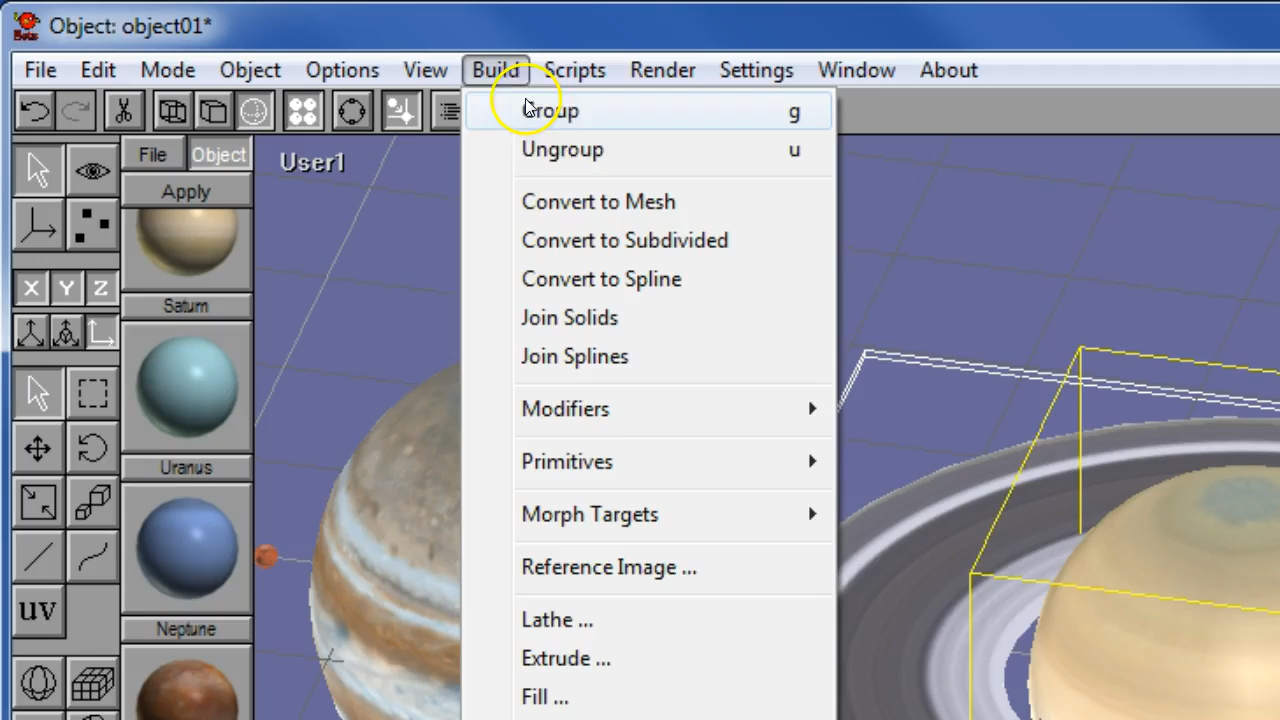 Object: object01*
File Edit Mode Object Options View Build Scripts Render Settings Window About
File Object
Apply
Saturn
Uranus
Neptune
X Y Z
uv
User1
Group g
Ungroup u
Convert to Mesh
Convert to Subdivided
Convert to Spline
Join Solids
Join Splines
Modifiers
Primitives
Morph Targets
Reference Image ...
Lathe ...
Extrude ...
Fill ...